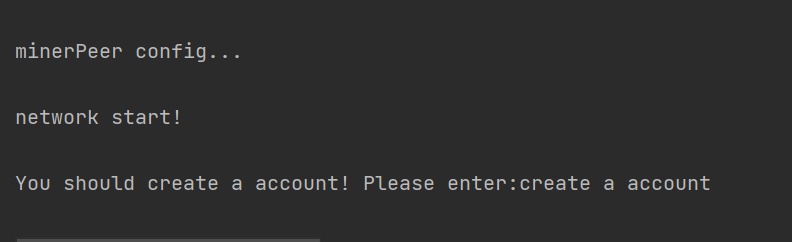 minerPeer config...
network start!
You should create a account! Please enter:create a account